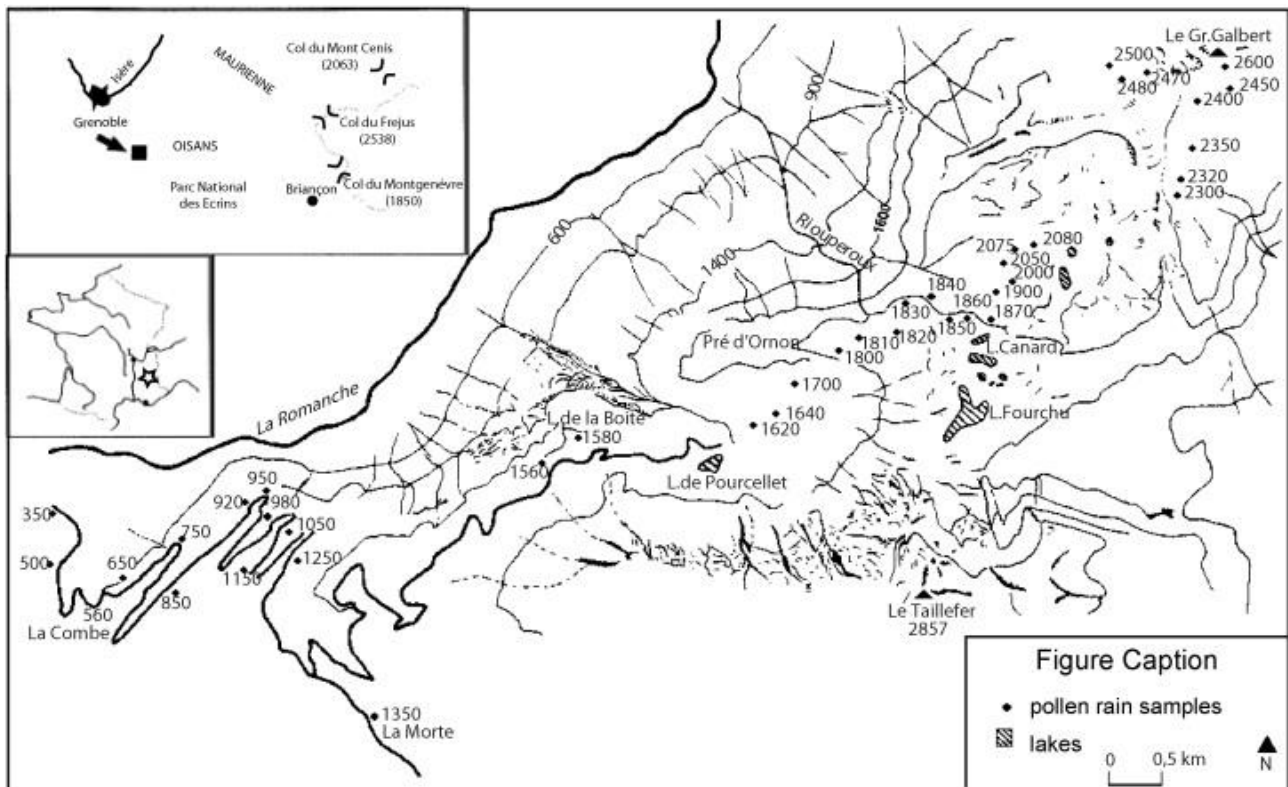 Isère
Grenoble
MAURIENNE
OISANS
Parc National
des Ecrins
Briançon
Col du Mont Cenis
(2063)
Col du Frejus
(2538)
Col du Montgenévre
(1850)
La Romanche
600
900
1400
1600
Rioupéroux
Le Gr.Galbert
2500
2480
2470
2600
2450
2400
2350
2320
2300
2080
2075
2050
2000
1900
1870
1860
1850
1840
1830
1820
1810
1800
Pré d'Ornon
L.Canard
L.Fourchu
1700
1640
1620
L.de la Boite
1580
1560
L.de Pourcellet
950
920
980
1050
1150
1250
350
500
750
650
560
850
La Combe
1350
La Morte
Le Taillefer
2857
Figure Caption
pollen rain samples
lakes
0 0,5 km
N